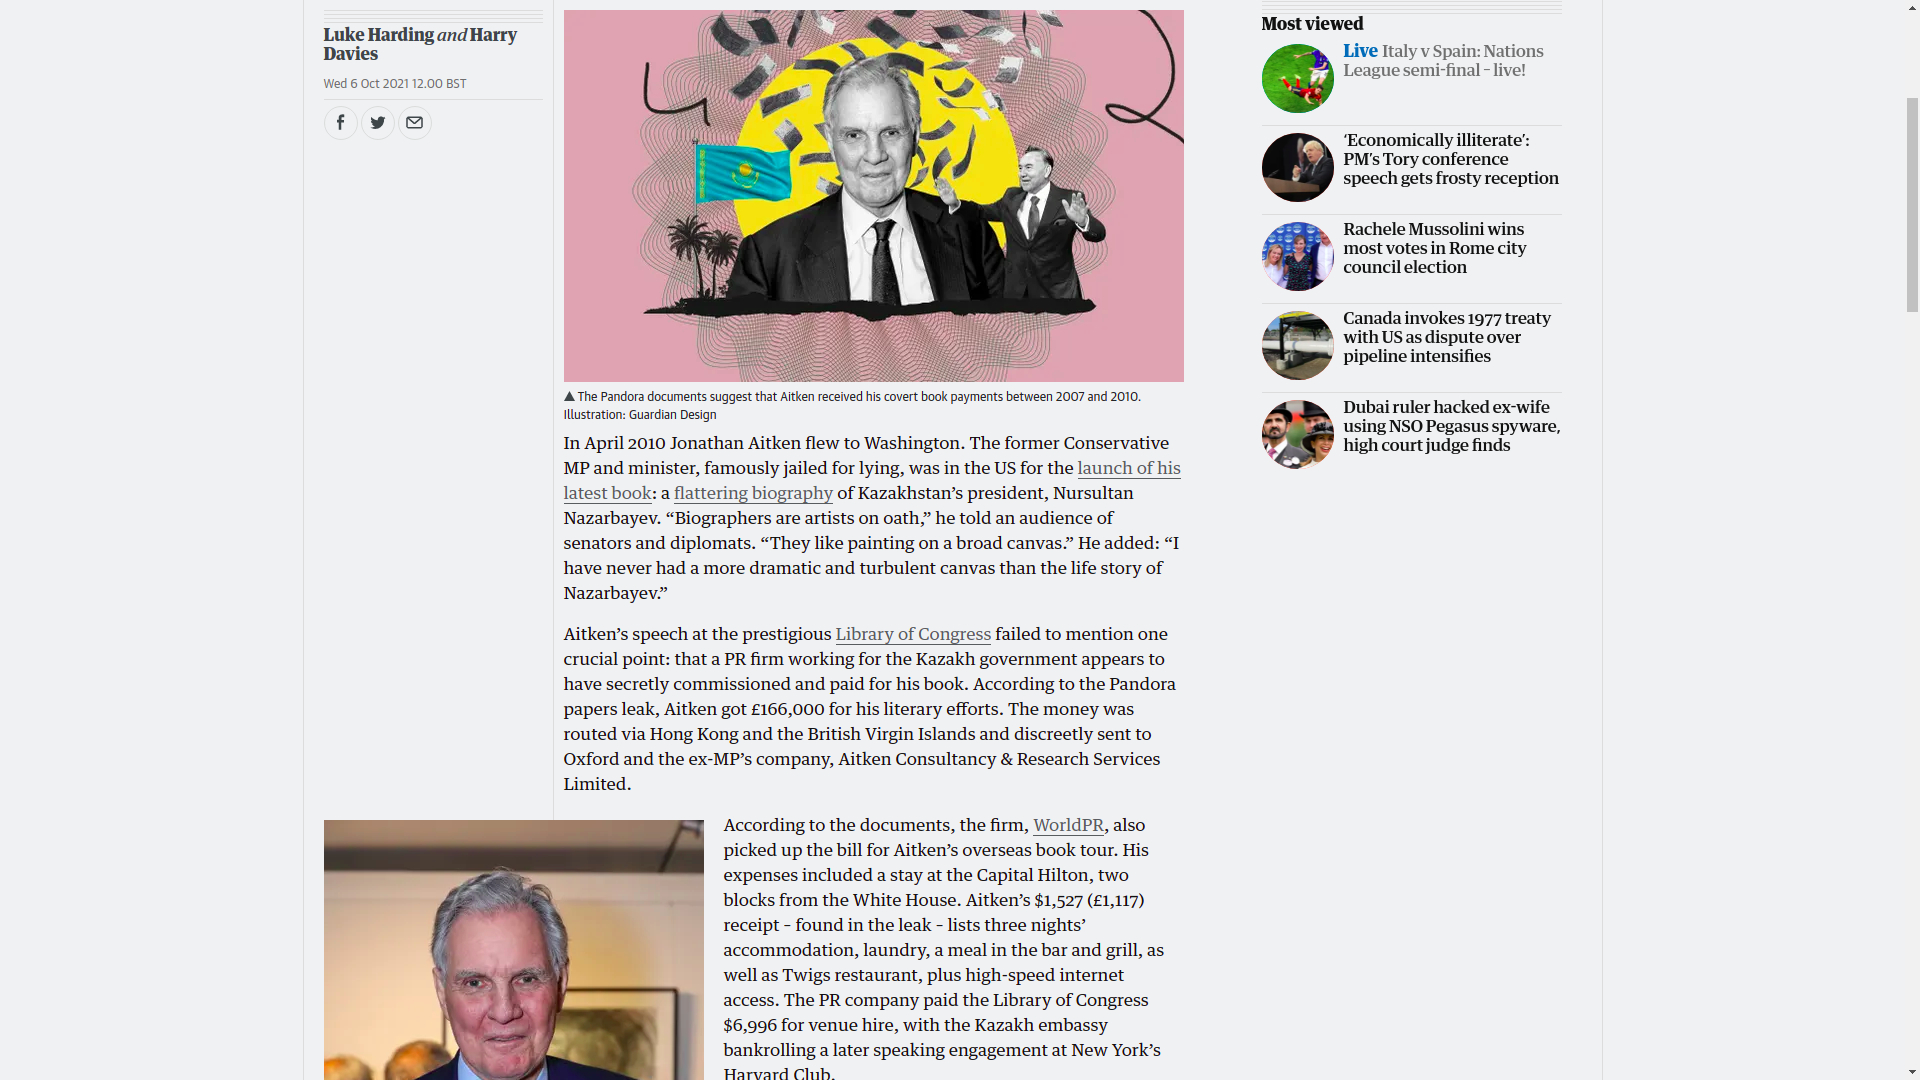 Luke Harding and Harry
Davies
Wed 6 Oct 2021 12.00 BST
The Pandora documents suggest that Aitken received his covert book payments between 2007 and 2010.
Illustration: Guardian Design
In April 2010 Jonathan Aitken flew to Washington. The former Conservative
MP and minister, famously jailed for lying, was in the US for the launch of his
latest book: a flattering biography of Kazakhstan’s president, Nursultan
Nazarbayev. “Biographers are artists on oath,” he told an audience of
senators and diplomats. “They like painting on a broad canvas.” He added: “I
have never had a more dramatic and turbulent canvas than the life story of
Nazarbayev.”
Aitken’s speech at the prestigious Library of Congress failed to mention one
crucial point: that a PR firm working for the Kazakh government appears to
have secretly commissioned and paid for his book. According to the Pandora
papers leak, Aitken got £166,000 for his literary efforts. The money was
routed via Hong Kong and the British Virgin Islands and discreetly sent to
Oxford and the ex-MP’s company, Aitken Consultancy & Research Services
Limited.
According to the documents, the firm, WorldPR, also
picked up the bill for Aitken’s overseas book tour. His
expenses included a stay at the Capital Hilton, two
blocks from the White House. Aitken’s $1,527 (£1,117)
receipt – found in the leak – lists three nights’
accommodation, laundry, a meal in the bar and grill, as
well as Twigs restaurant, plus high-speed internet
access. The PR company paid the Library of Congress
$6,996 for venue hire, with the Kazakh embassy
bankrolling a later speaking engagement at New York’s
Harvard Club.
Most viewed
Live Italy v Spain: Nations
League semi-final – live!
‘Economically illiterate’:
PM’s Tory conference
speech gets frosty reception
Rachele Mussolini wins
most votes in Rome city
council election
Canada invokes 1977 treaty
with US as dispute over
pipeline intensifies
Dubai ruler hacked ex-wife
using NSO Pegasus spyware,
high court judge finds